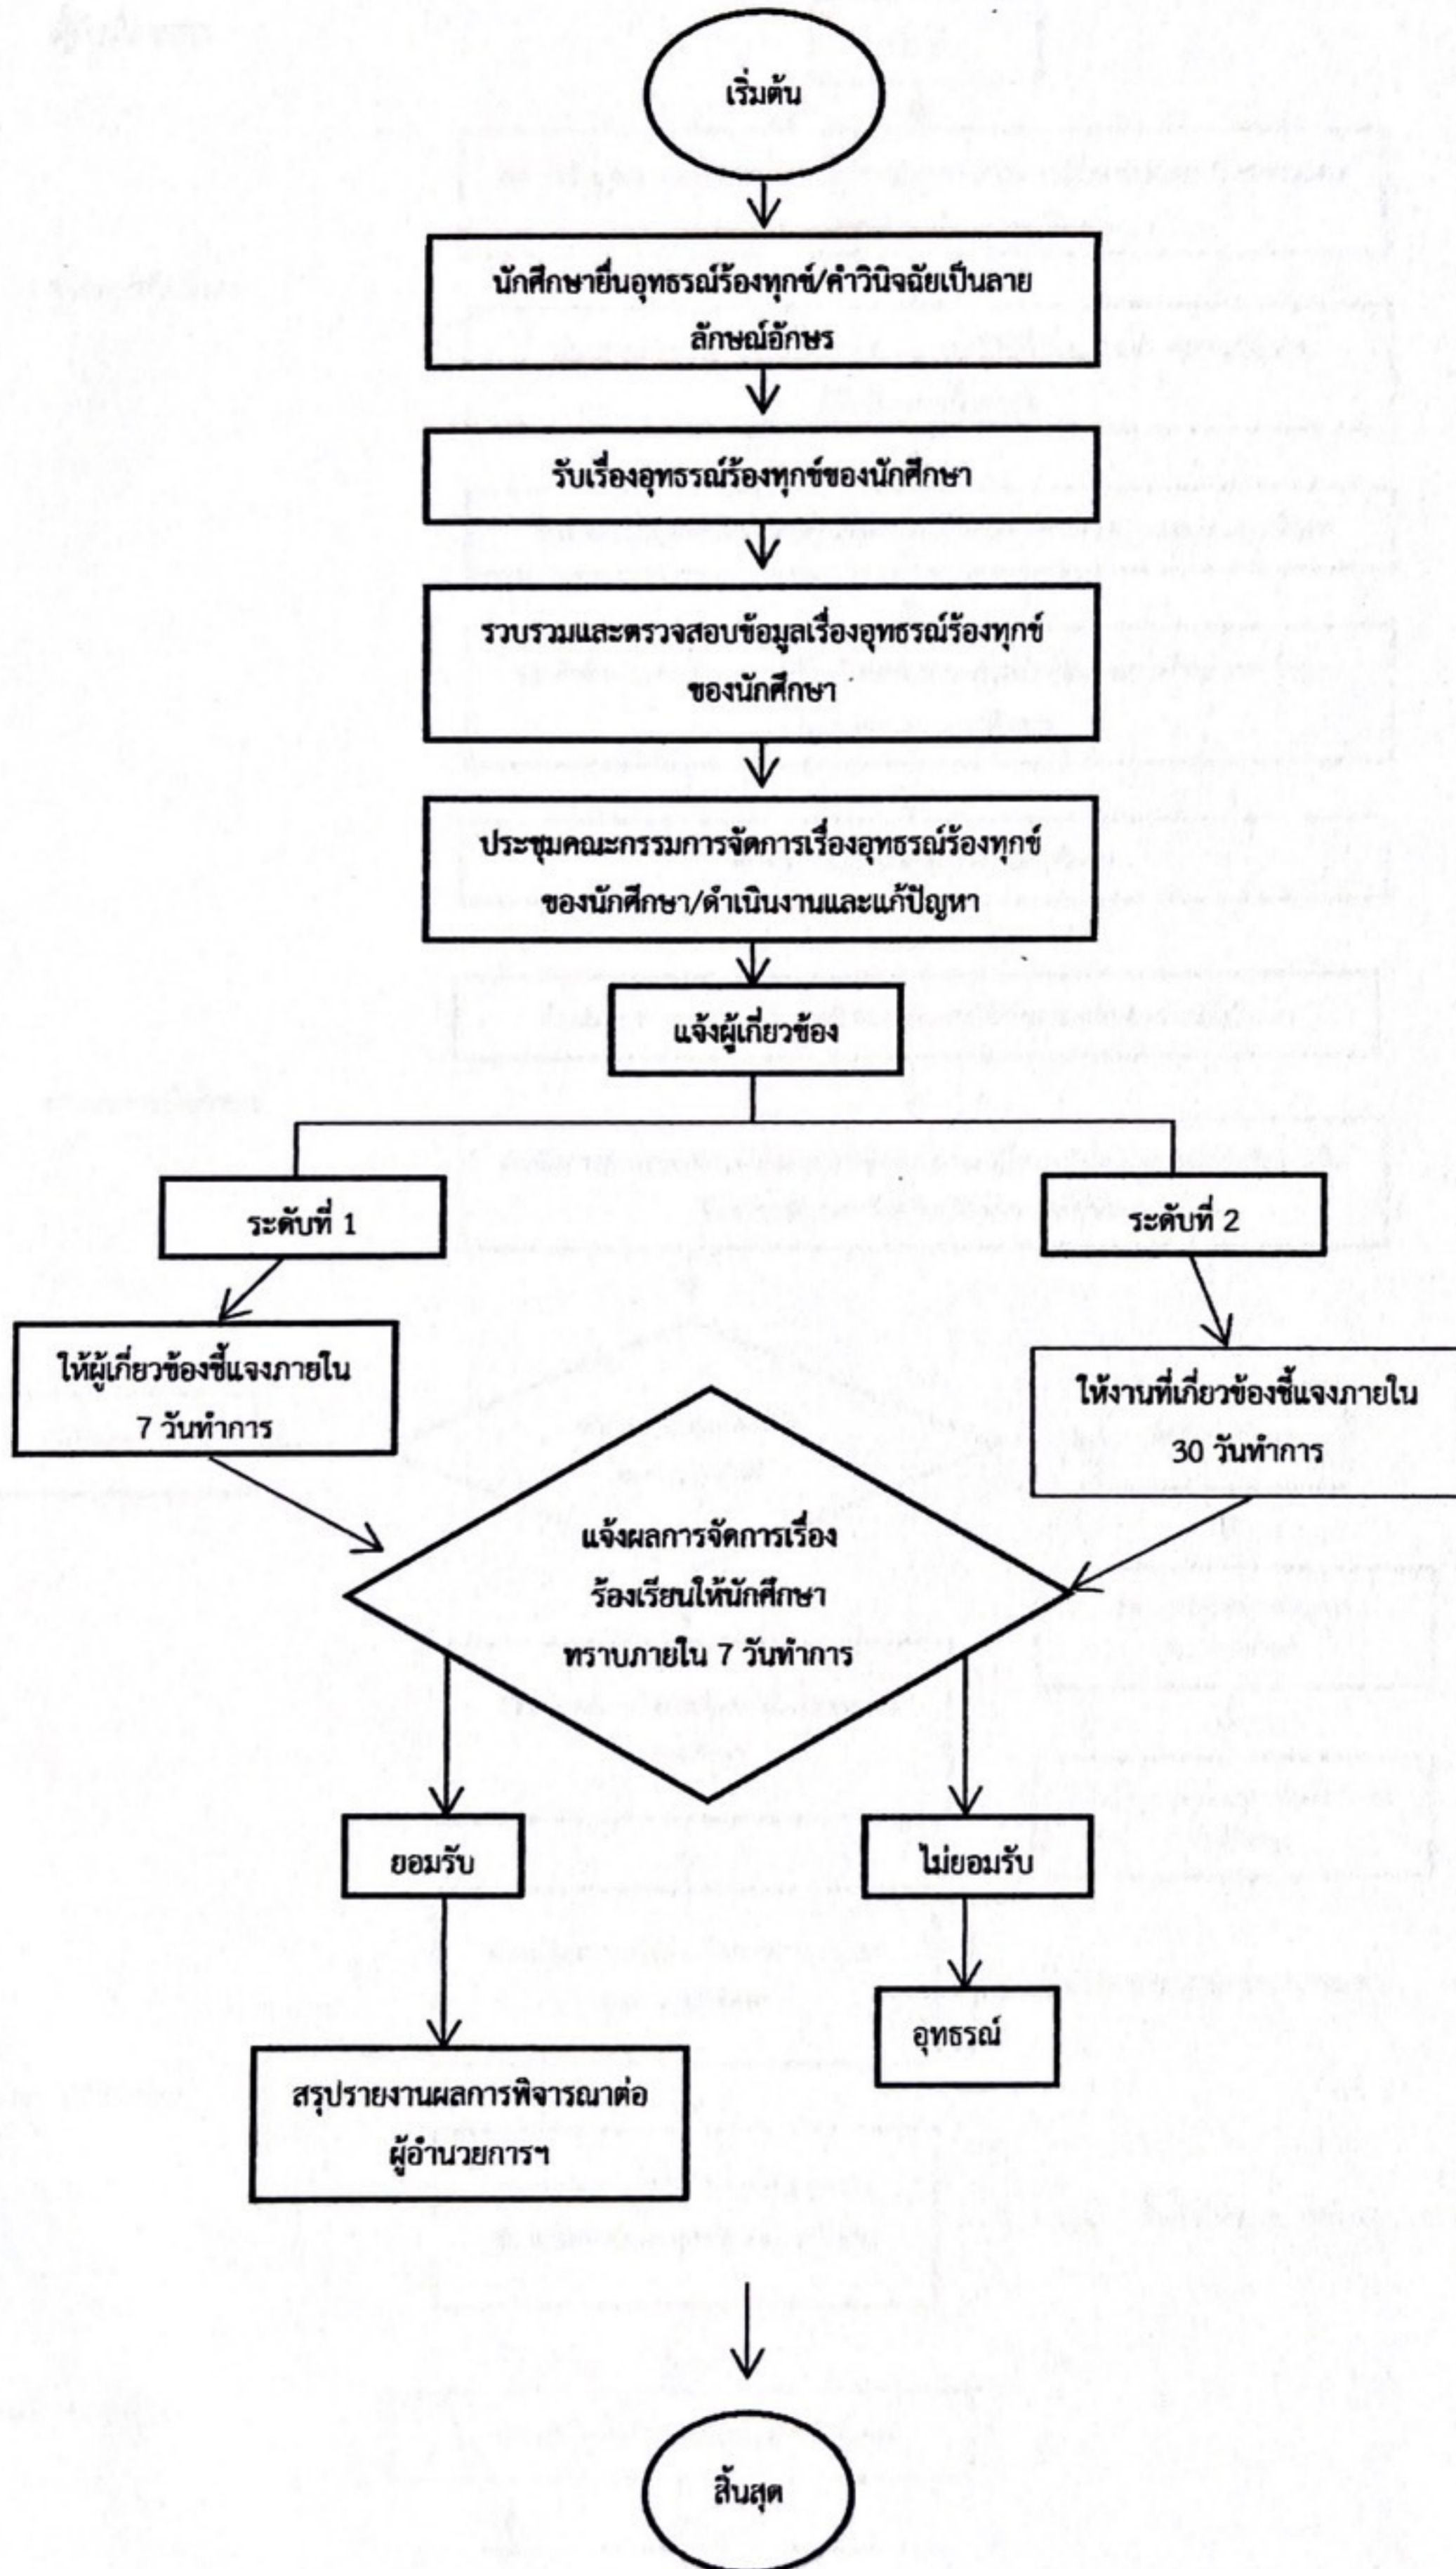 เริ่มต้น
นักศึกษายื่นอุทธรณ์ร้องทุกข์/คำวินิจฉัยเป็นลาย
ลักษณ์อักษร
รับเรื่องอุทธรณ์ร้องทุกข์ของนักศึกษา
รวบรวมและตรวจสอบข้อมูลเรื่องอุทธรณ์ร้องทุกข์
ของนักศึกษา
ประชุมคณะกรรมการจัดการเรื่องอุทธรณ์ร้องทุกข์
ของนักศึกษา/ดำเนินงานและแก้ปัญหา
แจ้งผู้เกี่ยวข้อง
ระดับที่ 1
ระดับที่ 2
ให้ผู้เกี่ยวข้องชี้แจงภายใน
7 วันทำการ
ให้งานที่เกี่ยวข้องชี้แจงภายใน
30 วันทำการ
แจ้งผลการจัดการเรื่อง
ร้องเรียนให้นักศึกษา
ทราบภายใน 7 วันทำการ
ยอมรับ
ไม่ยอมรับ
อุทธรณ์
สรุปรายงานผลการพิจารณาต่อ
ผู้อำนวยการฯ
สิ้นสุด